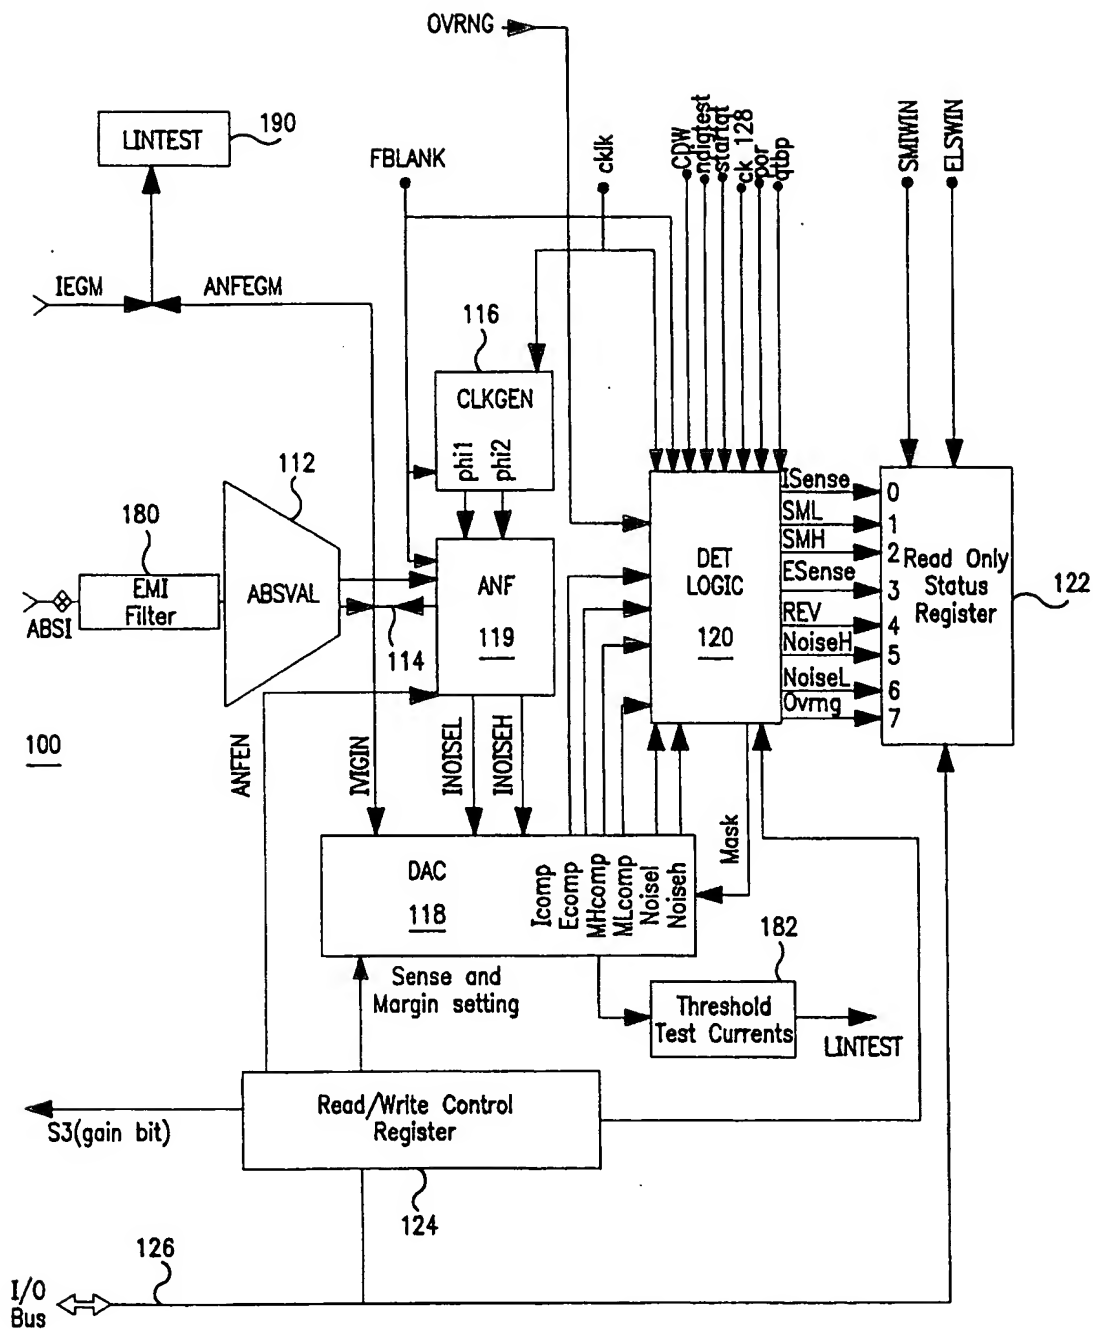 OVRNG
LINTEST
190
FBLANK
cklk
CDW
ndigtest
startqt
ck 128
por
qtbp
SMIWIN
ELSWIN
IEGM
ANFEGM
116
CLKGEN
phi1
phi2
112
180
EMI
Filter
ABSI
ABSVAL
114
ANF
119
DET
LOGIC
120
ISense
SML
SMH
ESense
REV
NoiseH
NoiseL
Ovrng
0
1
2
3
4
5
6
7
Read Only
Status
Register
122
100
ANFEN
IVIGIN
INOISEL
INOISEH
Mask
DAC
118
Icomp
Ecomp
MHcomp
MLcomp
Noisel
Noiseh
182
Sense and
Margin setting
Threshold
Test Currents
LINTEST
Read/Write Control
Register
S3(gain bit)
124
126
I/O
Bus